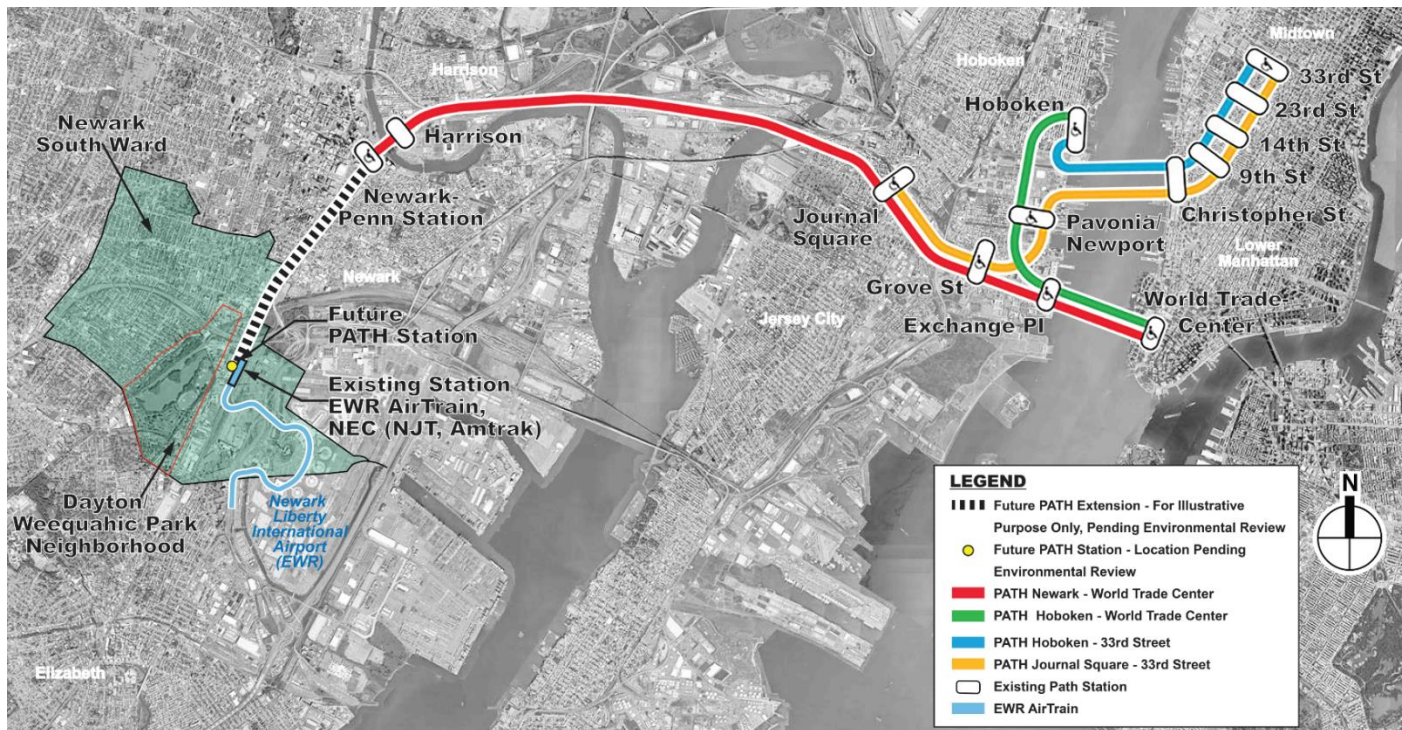 Midtown
Harrison
Hoboken
33rd St
Hoboken
23rd St
Newark
South Ward
Harrison
14th St
9th St
Newark-
Penn Station
Journal
Square
Pavonia
Newport
Christopher St
Lower
Manhattan
Newark
Grove St
World Trade
Center
Future
PATH Station
Jersey City
Exchange Pl
Existing Station
EWR AirTrain,
NEC (NJT, Amtrak)
Dayton
Weequahic Park
Neighborhood
Newark
Liberty
International
Airport
(EWR)
Elizabeth
LEGEND
Future PATH Extension - For Illustrative
Purpose Only, Pending Environmental Review
Future PATH Station - Location Pending
Environmental Review
PATH Newark - World Trade Center
PATH Hoboken - World Trade Center
PATH Hoboken - 33rd Street
PATH Journal Square - 33rd Street
Existing Path Station
EWR AirTrain
N